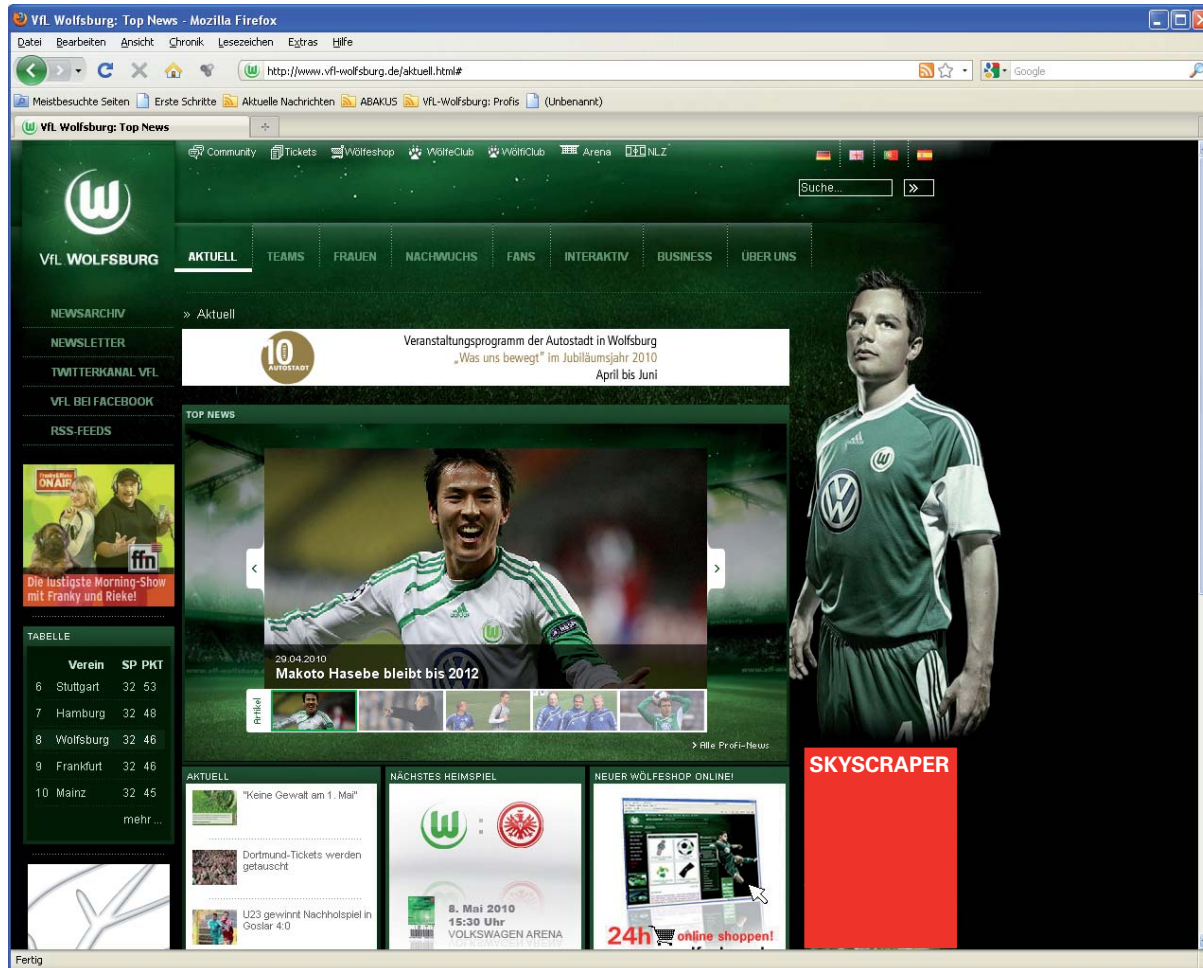 VfL Wolfsburg: Top News - Mozilla Firefox
Datei Bearbeiten Ansicht Chronik Lesezeichen Extras Hilfe
http://www.vfl-wolfsburg.de/aktuell.html#
Google
Meistbesuchte Seiten Erste Schritte Aktuelle Nachrichten ABAKUS VfL-Wolfsburg: Profis (Unbenannt)
VfL Wolfsburg: Top News
Community Tickets Wölfeshop WölfeClub WölfiClub Arena NLZ
Suche...
VfL WOLFSBURG
AKTUELL TEAMS FRAUEN NACHWUCHS FANS INTERAKTIV BUSINESS ÜBER UNS
NEWSARCHIV
NEWSLETTER
TWITTERKANAL VFL
VFL BEI FACEBOOK
RSS-FEEDS
» Aktuell
10
AUTOSTADT
Veranstaltungsprogramm der Autostadt in Wolfsburg
„Was uns bewegt" im Jubiläumsjahr 2010
April bis Juni
TOP NEWS
29.04.2010
Makoto Hasebe bleibt bis 2012
Artikel
> Alle Profi-News
ON AIR
ffn
Die lustigste Morning-Show
mit Franky und Rieke!
TABELLE
Verein SP PKT
6 Stuttgart 32 53
7 Hamburg 32 48
8 Wolfsburg 32 46
9 Frankfurt 32 46
10 Mainz 32 45
mehr ...
AKTUELL
"Keine Gewalt am 1. Mai"
Dortmund-Tickets werden
getauscht
U23 gewinnt Nachholspiel in
Goslar 4:0
NÄCHSTES HEIMSPIEL
:
8. Mai 2010
15:30 Uhr
VOLKSWAGEN ARENA
NEUER WÖLFESHOP ONLINE!
24h online shoppen!
SKYSCRAPER
Fertig